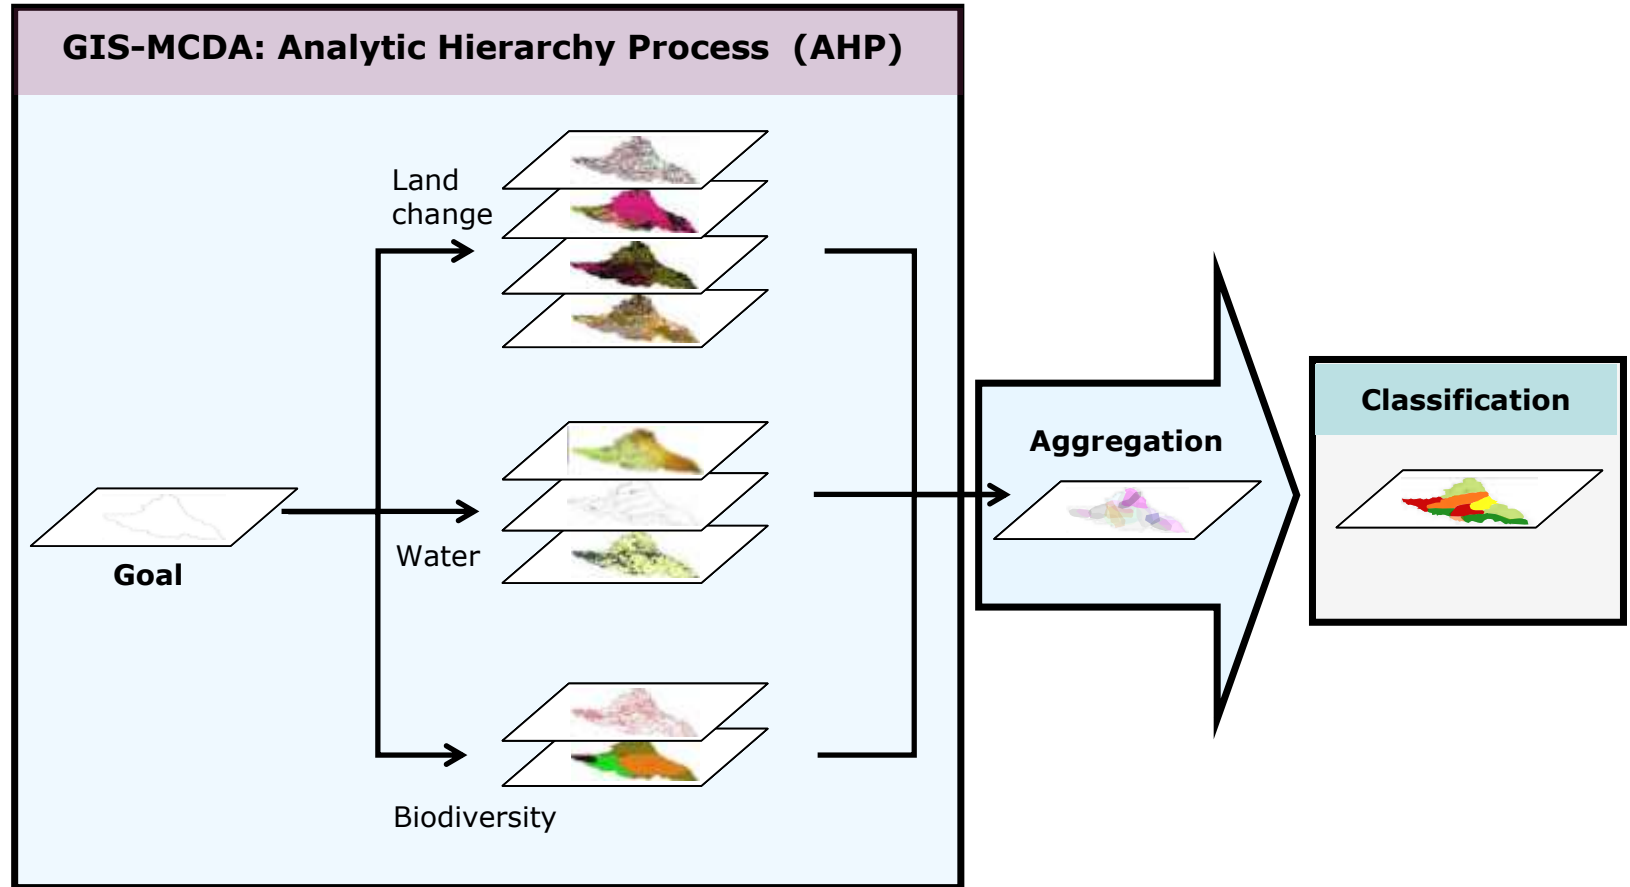 GIS-MCDA: Analytic Hierarchy Process (AHP)
Land
change
Water
Goal
Biodiversity
Aggregation
Classification